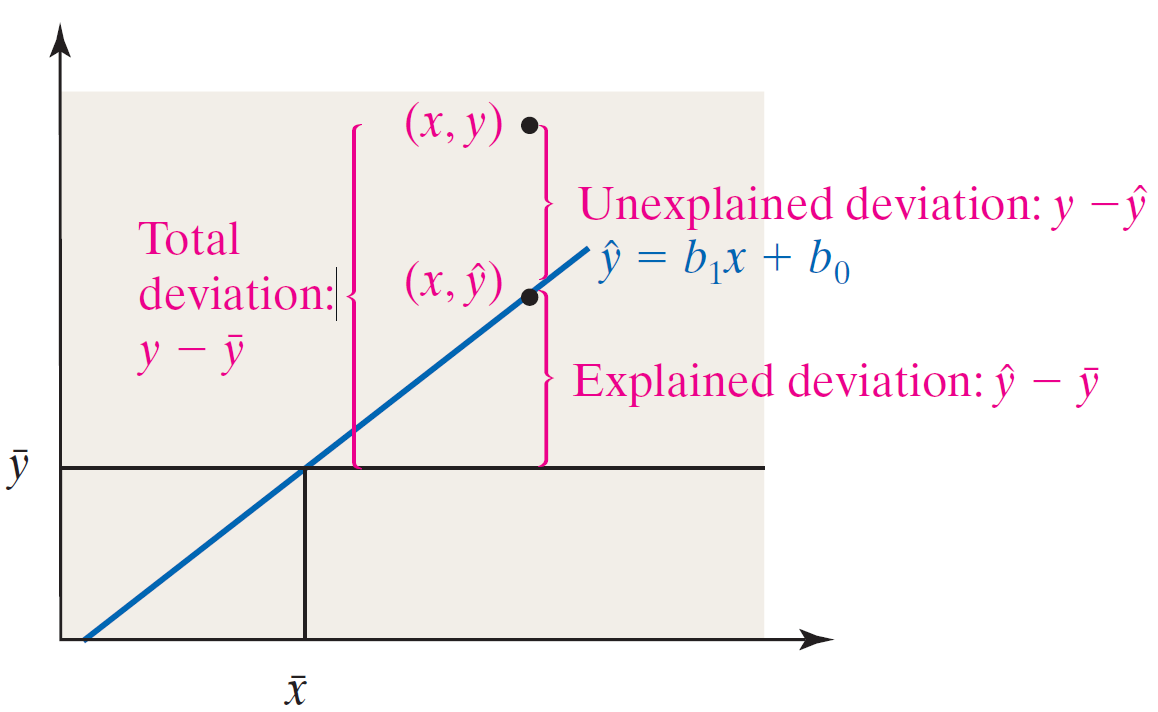 (x, y)
Unexplained deviation: y − ŷ
Total
deviation:
y − ȳ
ŷ = b₁x + b₀
(x, ŷ)
Explained deviation: ŷ − ȳ
ȳ
x̄